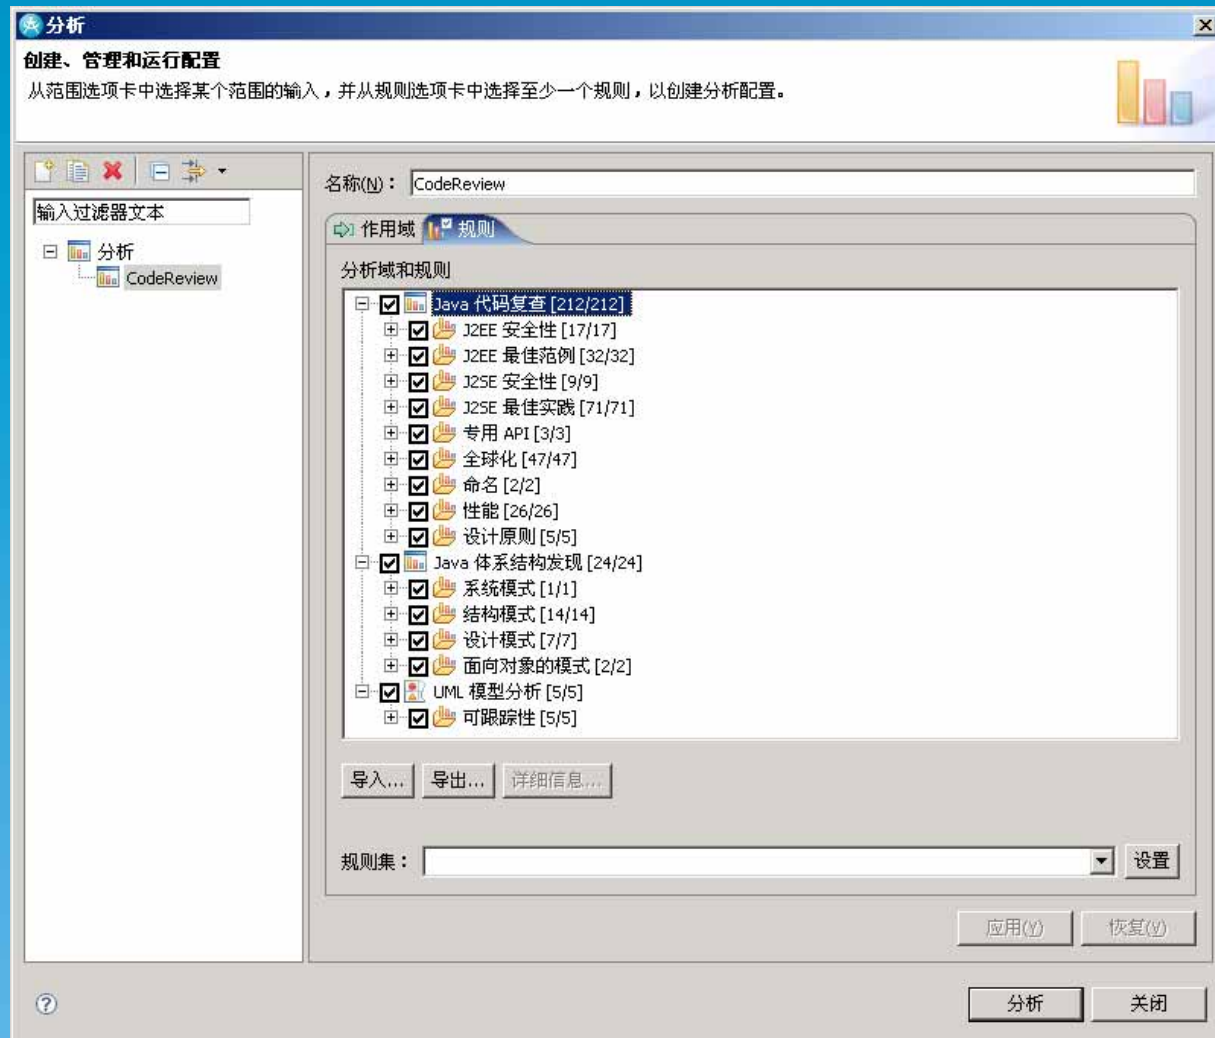 分析
创建、管理和运行配置
从范围选项卡中选择某个范围的输入，并从规则选项卡中选择至少一个规则，以创建分析配置。
输入过滤器文本
分析
CodeReview
名称(N)： CodeReview
作用域 规则
分析域和规则
Java 代码复查 [212/212]
J2EE 安全性 [17/17]
J2EE 最佳范例 [32/32]
J2SE 安全性 [9/9]
J2SE 最佳实践 [71/71]
专用 API [3/3]
全球化 [47/47]
命名 [2/2]
性能 [26/26]
设计原则 [5/5]
Java 体系结构发现 [24/24]
系统模式 [1/1]
结构模式 [14/14]
设计模式 [7/7]
面向对象的模式 [2/2]
UML 模型分析 [5/5]
可跟踪性 [5/5]
导入... 导出... 详细信息...
规则集： 设置
应用(Y) 恢复(V)
分析 关闭